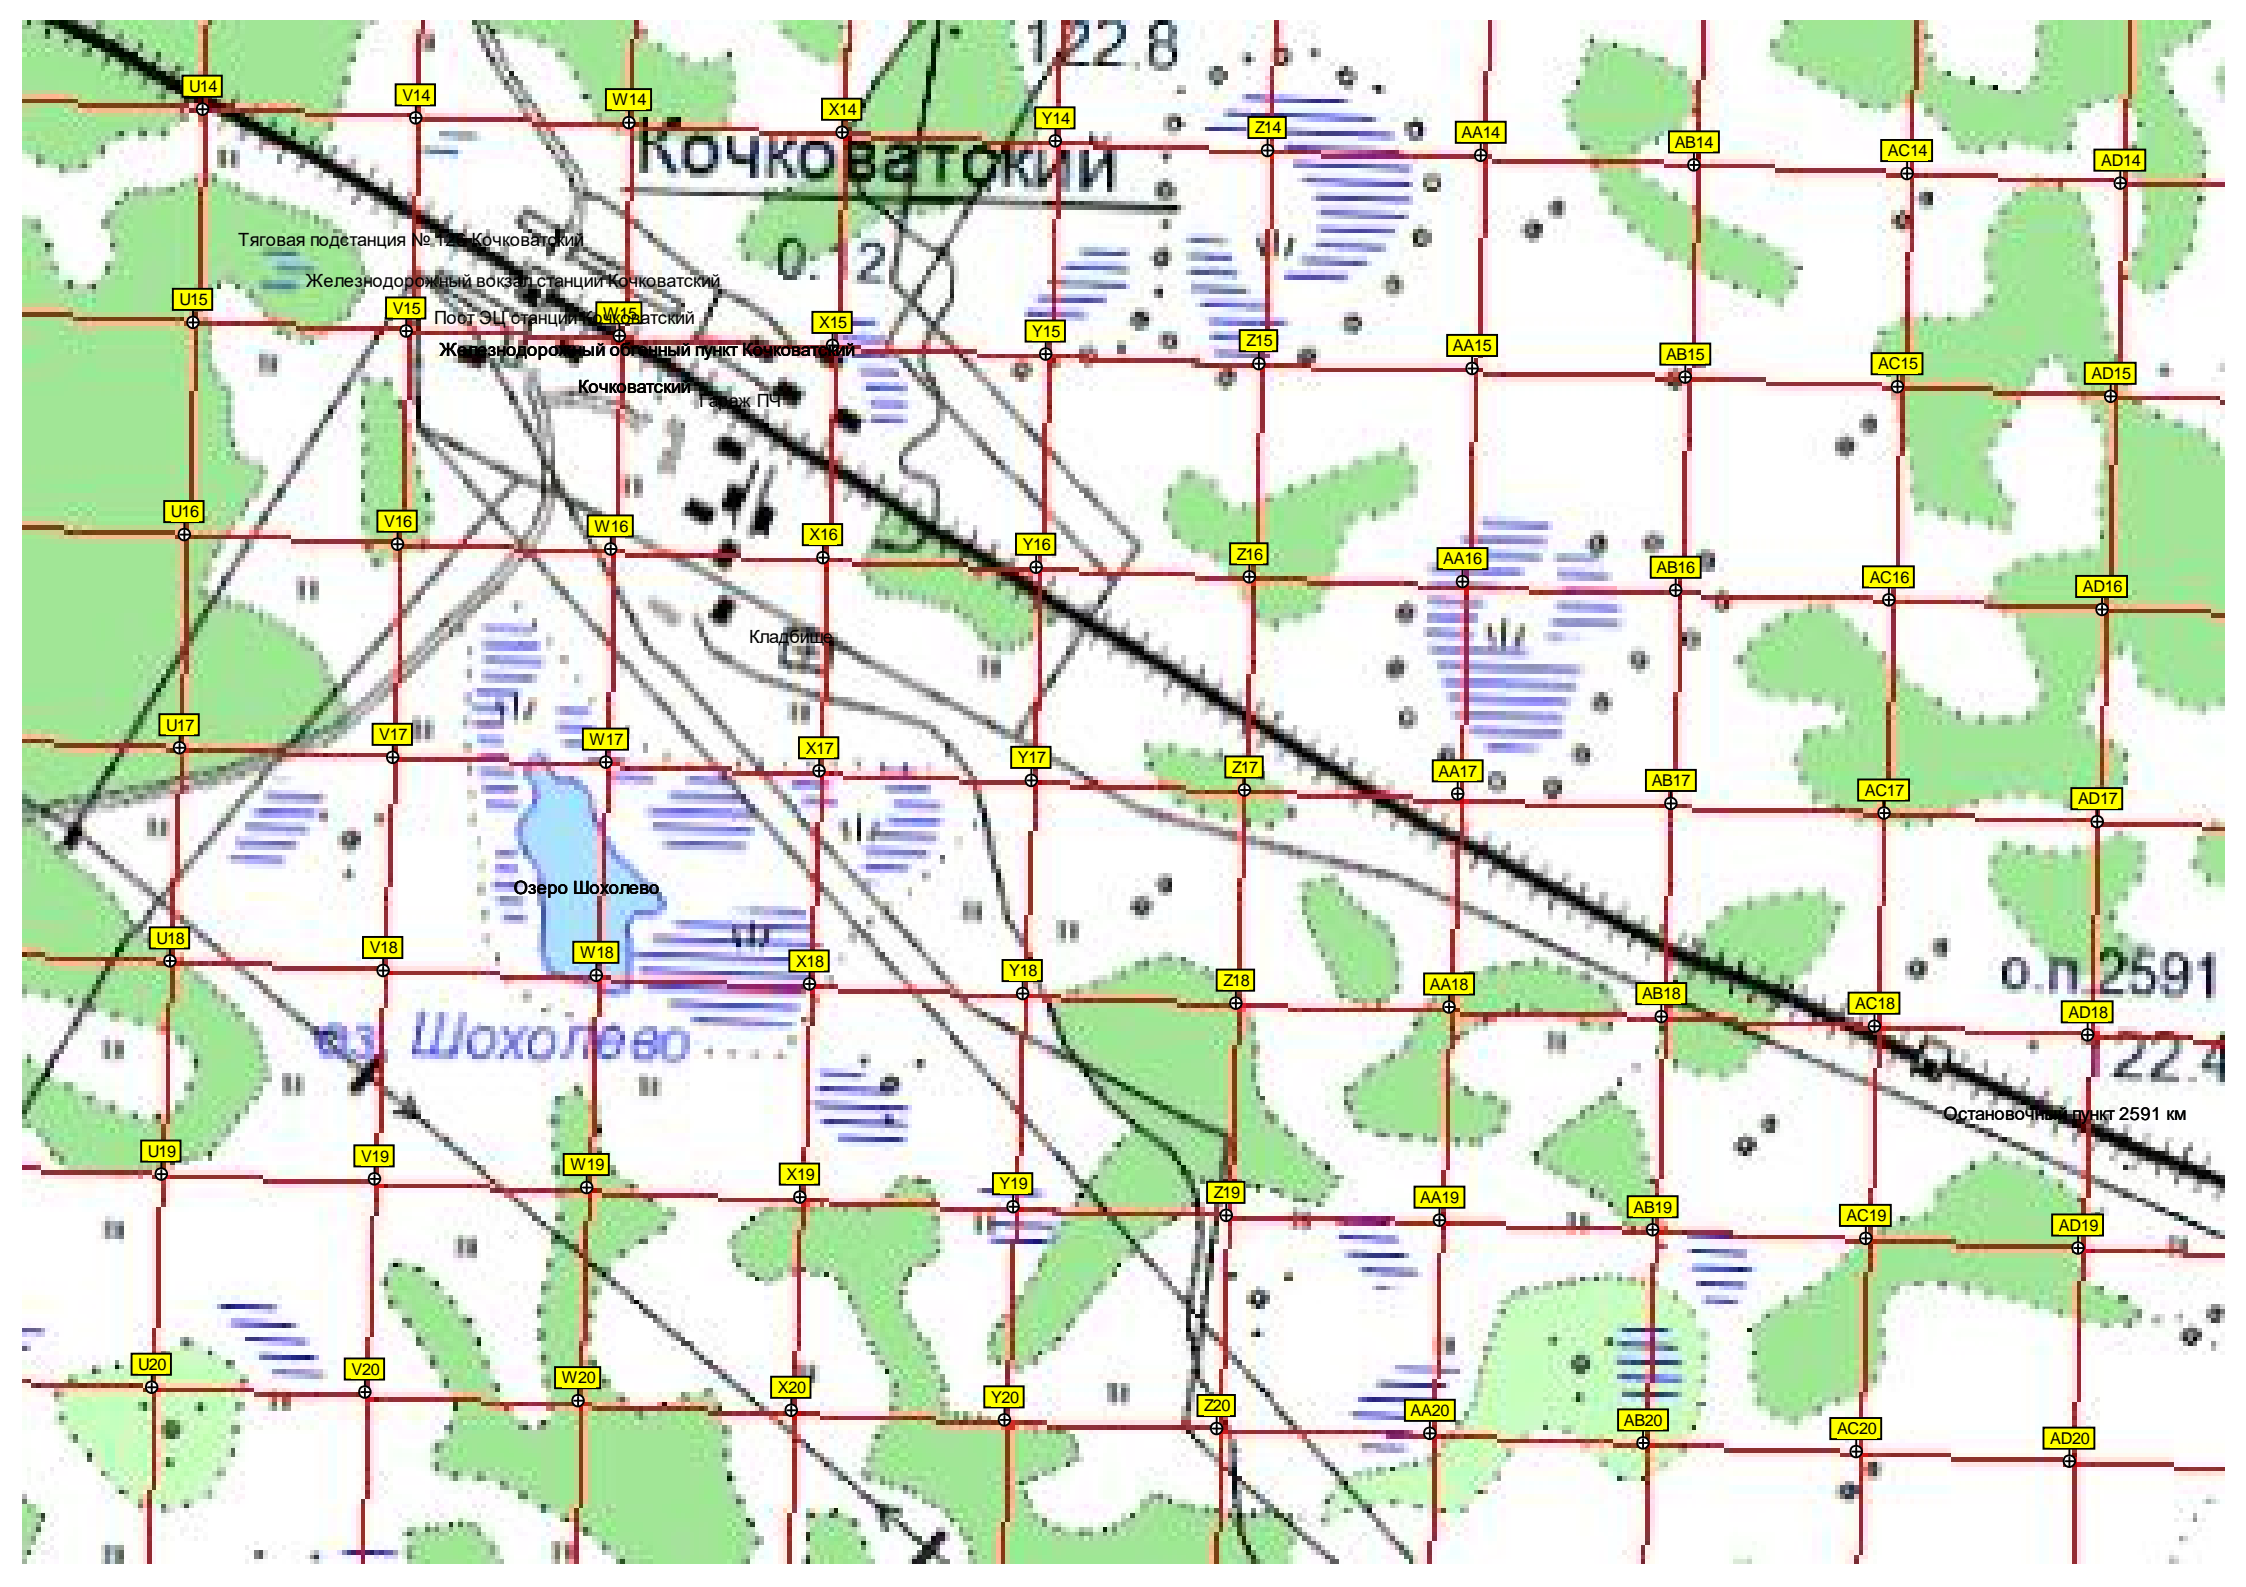 122.8
U14 V14 W14 X14 Y14 Z14 AA14 AB14 AC14 AD14
Кочковатский
Тяговая подстанция № 126 Кочковатский
0.12
Железнодорожный вокзал станции Кочковатский
U15 V15 W15 X15 Y15 Z15 AA15 AB15 AC15 AD15
Пост ЭЦ станции Кочковатский
Железнодорожный обгонный пункт Кочковатский
Кочковатский
Гараж ПЧ
U16 V16 W16 X16 Y16 Z16 AA16 AB16 AC16 AD16
Кладбище
U17 V17 W17 X17 Y17 Z17 AA17 AB17 AC17 AD17
Озеро Шохолево
U18 V18 W18 X18 Y18 Z18 AA18 AB18 AC18 AD18
о.п.2591
оз Шохолево
122.4
Остановочный пункт 2591 км
U19 V19 W19 X19 Y19 Z19 AA19 AB19 AC19 AD19
U20 V20 W20 X20 Y20 Z20 AA20 AB20 AC20 AD20